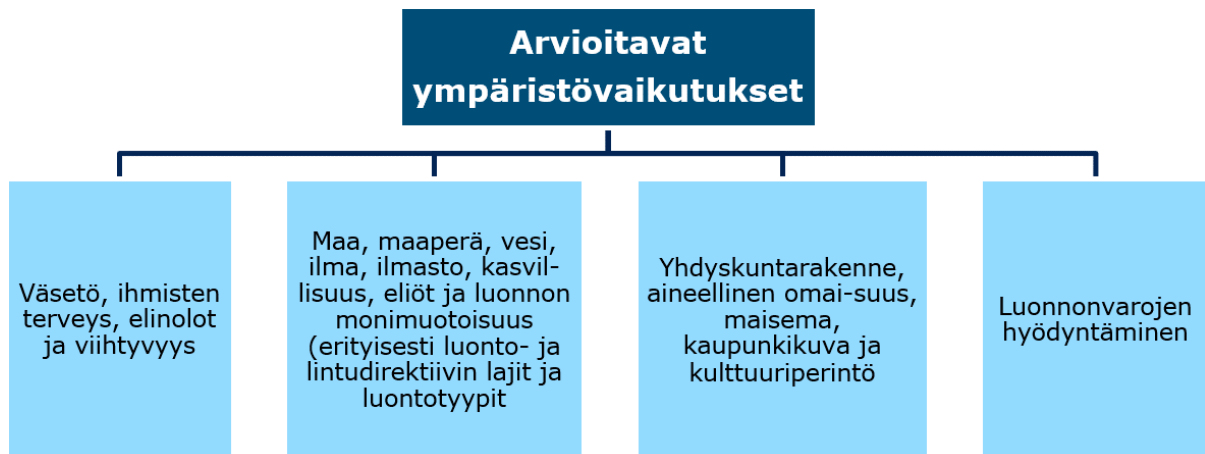 Arvioitavat
ympäristövaikutukset
Väsetö, ihmisten
terveys, elinolot
ja viihtyvyys
Maa, maaperä, vesi,
ilma, ilmasto, kasvil-
lisuus, eliöt ja luonnon
monimuotoisuus
(erityisesti luonto- ja
lintudirektiivin lajit ja
luontotyypit
Yhdyskuntarakenne,
aineellinen omai-suus,
maisema,
kaupunkikuva ja
kulttuuriperintö
Luonnonvarojen
hyödyntäminen